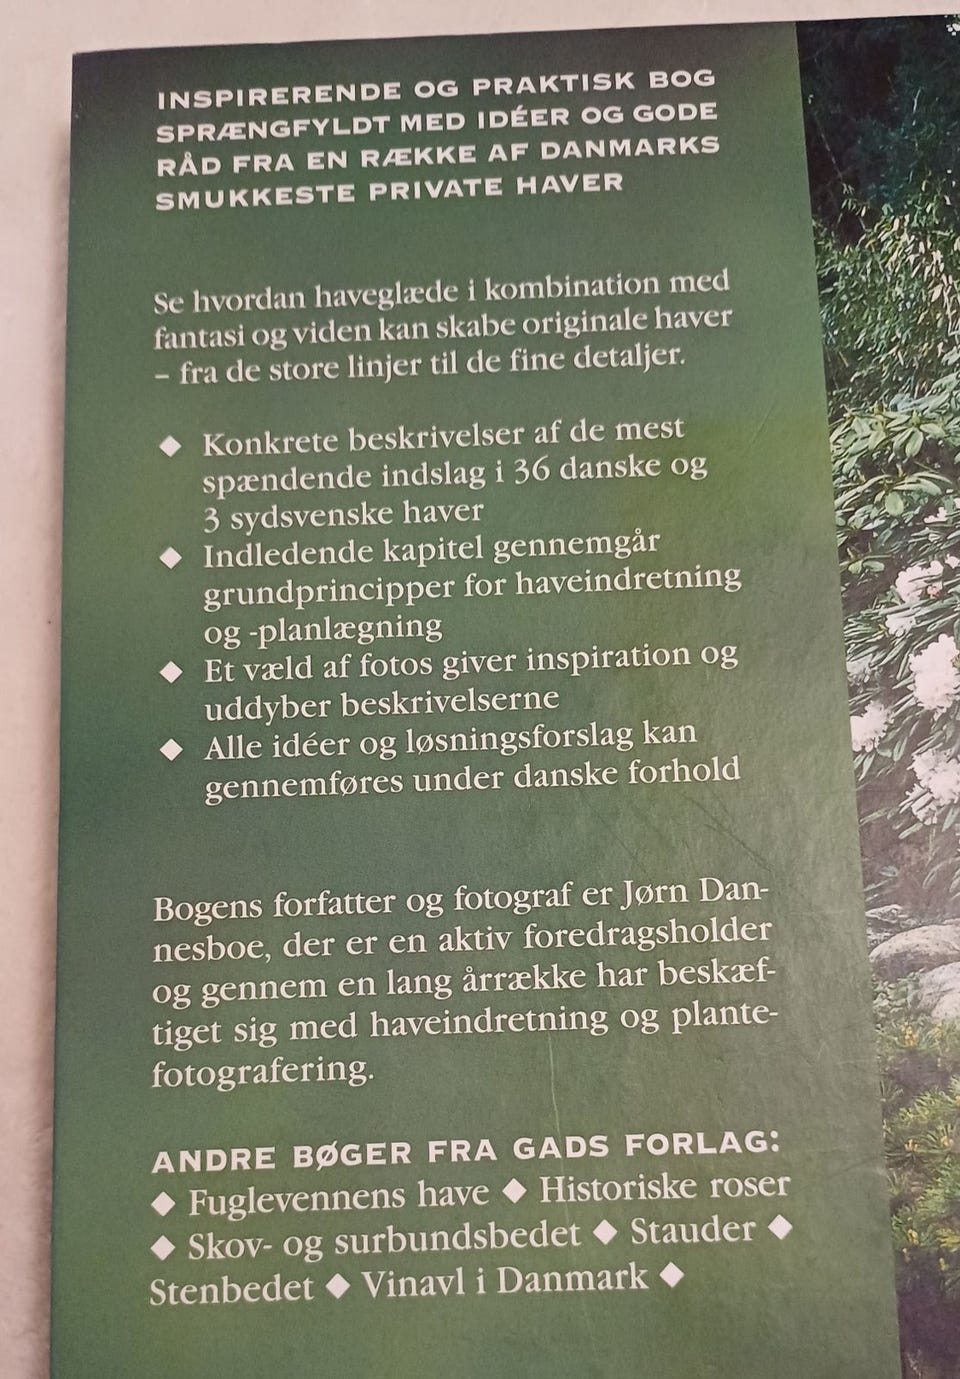 INSPIRERENDE OG PRAKTISK BOG
SPRÆNGFYLDT MED IDÉER OG GODE
RÅD FRA EN RÆKKE AF DANMARKS
SMUKKESTE PRIVATE HAVER
Se hvordan haveglæde i kombination med
fantasi og viden kan skabe originale haver
– fra de store linjer til de fine detaljer.
◆ Konkrete beskrivelser af de mest
spændende indslag i 36 danske og
3 sydsvenske haver
◆ Indledende kapitel gennemgår
grundprincipper for haveindretning
og -planlægning
◆ Et væld af fotos giver inspiration og
uddyber beskrivelserne
◆ Alle idéer og løsningsforslag kan
gennemføres under danske forhold
Bogens forfatter og fotograf er Jørn Dan-
nesboe, der er en aktiv foredragsholder
og gennem en lang årrække har beskæf-
tiget sig med haveindretning og plante-
fotografering.
ANDRE BØGER FRA GADS FORLAG:
◆ Fuglevennens have ◆ Historiske roser
◆ Skov- og surbundsbedet ◆ Stauder ◆
Stenbedet ◆ Vinavl i Danmark ◆